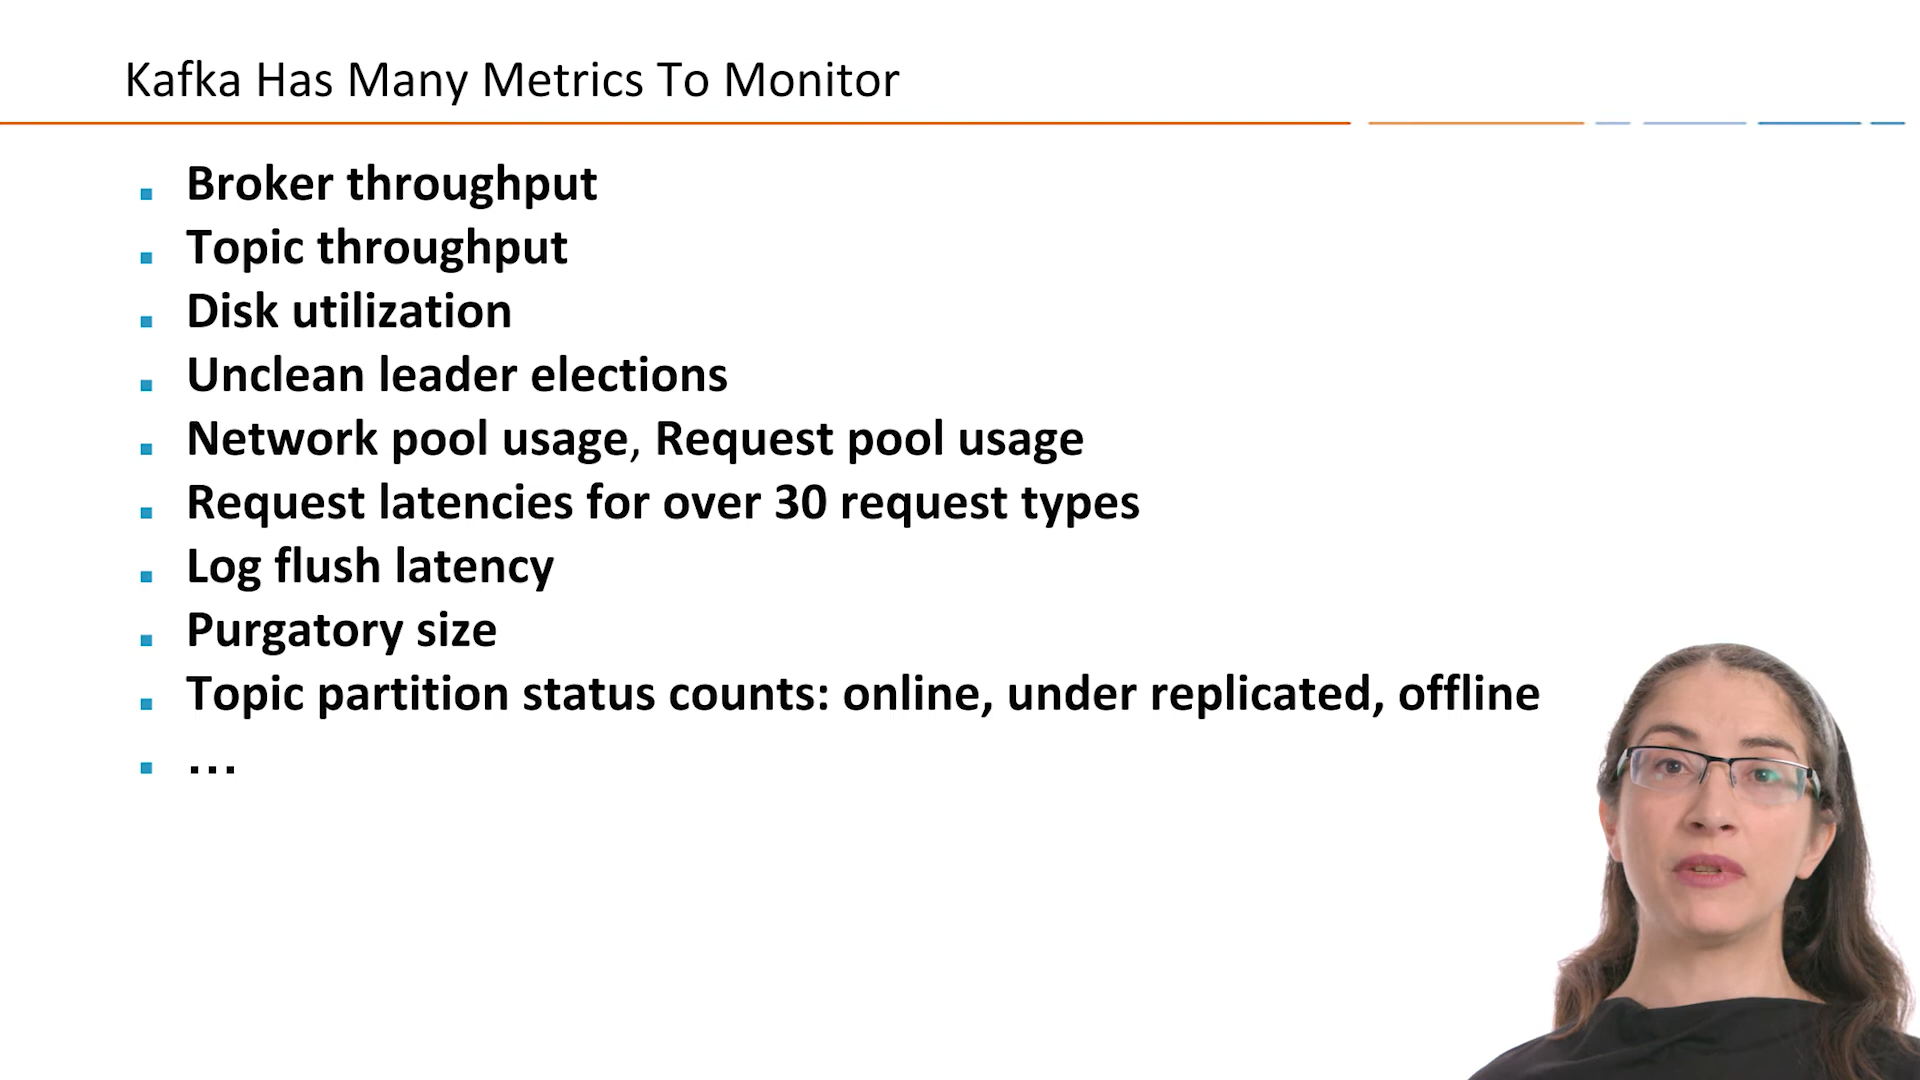 Kafka Has Many Metrics To Monitor
Broker throughput
Topic throughput
Disk utilization
Unclean leader elections
Network pool usage, Request pool usage
Request latencies for over 30 request types
Log flush latency
Purgatory size
Topic partition status counts: online, under replicated, offline
...